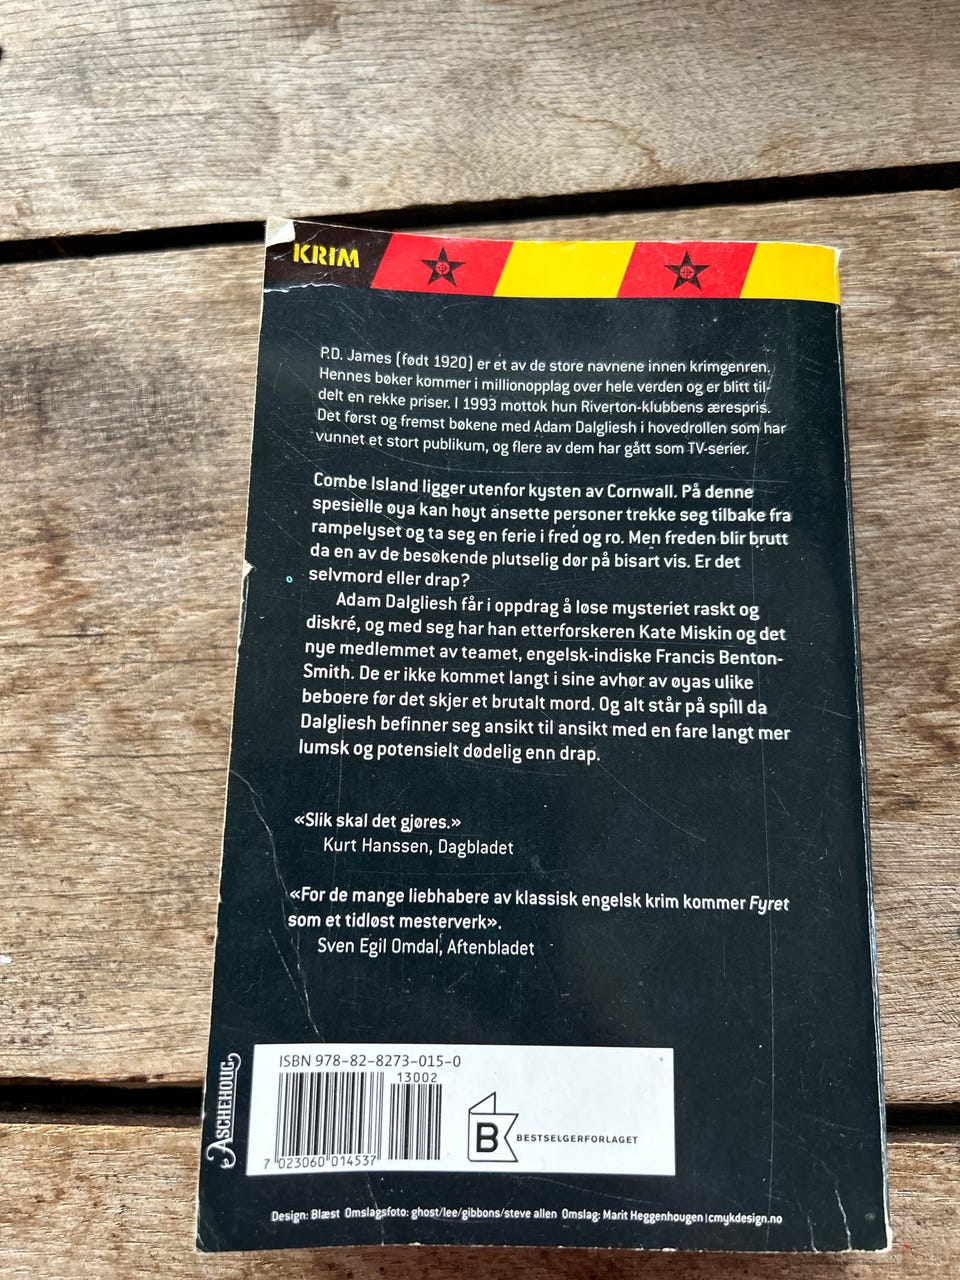 KRIM
P.D. James (født 1920) er et av de store navnene innen krimgenren.
Hennes bøker kommer i millionopplag over hele verden og er blitt til-
delt en rekke priser. I 1993 mottok hun Riverton-klubbens ærespris.
Det først og fremst bøkene med Adam Dalgliesh i hovedrollen som har
vunnet et stort publikum, og flere av dem har gått som TV-serier.
Combe Island ligger utenfor kysten av Cornwall. På denne
spesielle øya kan høyt ansette personer trekke seg tilbake fra
rampelyset og ta seg en ferie i fred og ro. Men freden blir brutt
da en av de besøkende plutselig dør på bisart vis. Er det
selvmord eller drap?
Adam Dalgliesh får i oppdrag å løse mysteriet raskt og
diskré, og med seg har han etterforskeren Kate Miskin og det
nye medlemmet av teamet, engelsk-indiske Francis Benton-
Smith. De er ikke kommet langt i sine avhør av øyas ulike
beboere før det skjer et brutalt mord. Og alt står på spill da
Dalgliesh befinner seg ansikt til ansikt med en fare langt mer
lumsk og potensielt dødelig enn drap.
«Slik skal det gjøres.»
Kurt Hanssen, Dagbladet
«For de mange liebhabere av klassisk engelsk krim kommer Fyret
som et tidløst mesterverk».
Sven Egil Omdal, Aftenbladet
ASCHEHOUG
ISBN 978-82-8273-015-0
13002
7 023060 014537
B BESTSELGERFORLAGET
Design: Blæst Omslagsfoto: ghost/lee/gibbons/steve allen Omslag: Marit Heggenhougen|cmykdesign.no